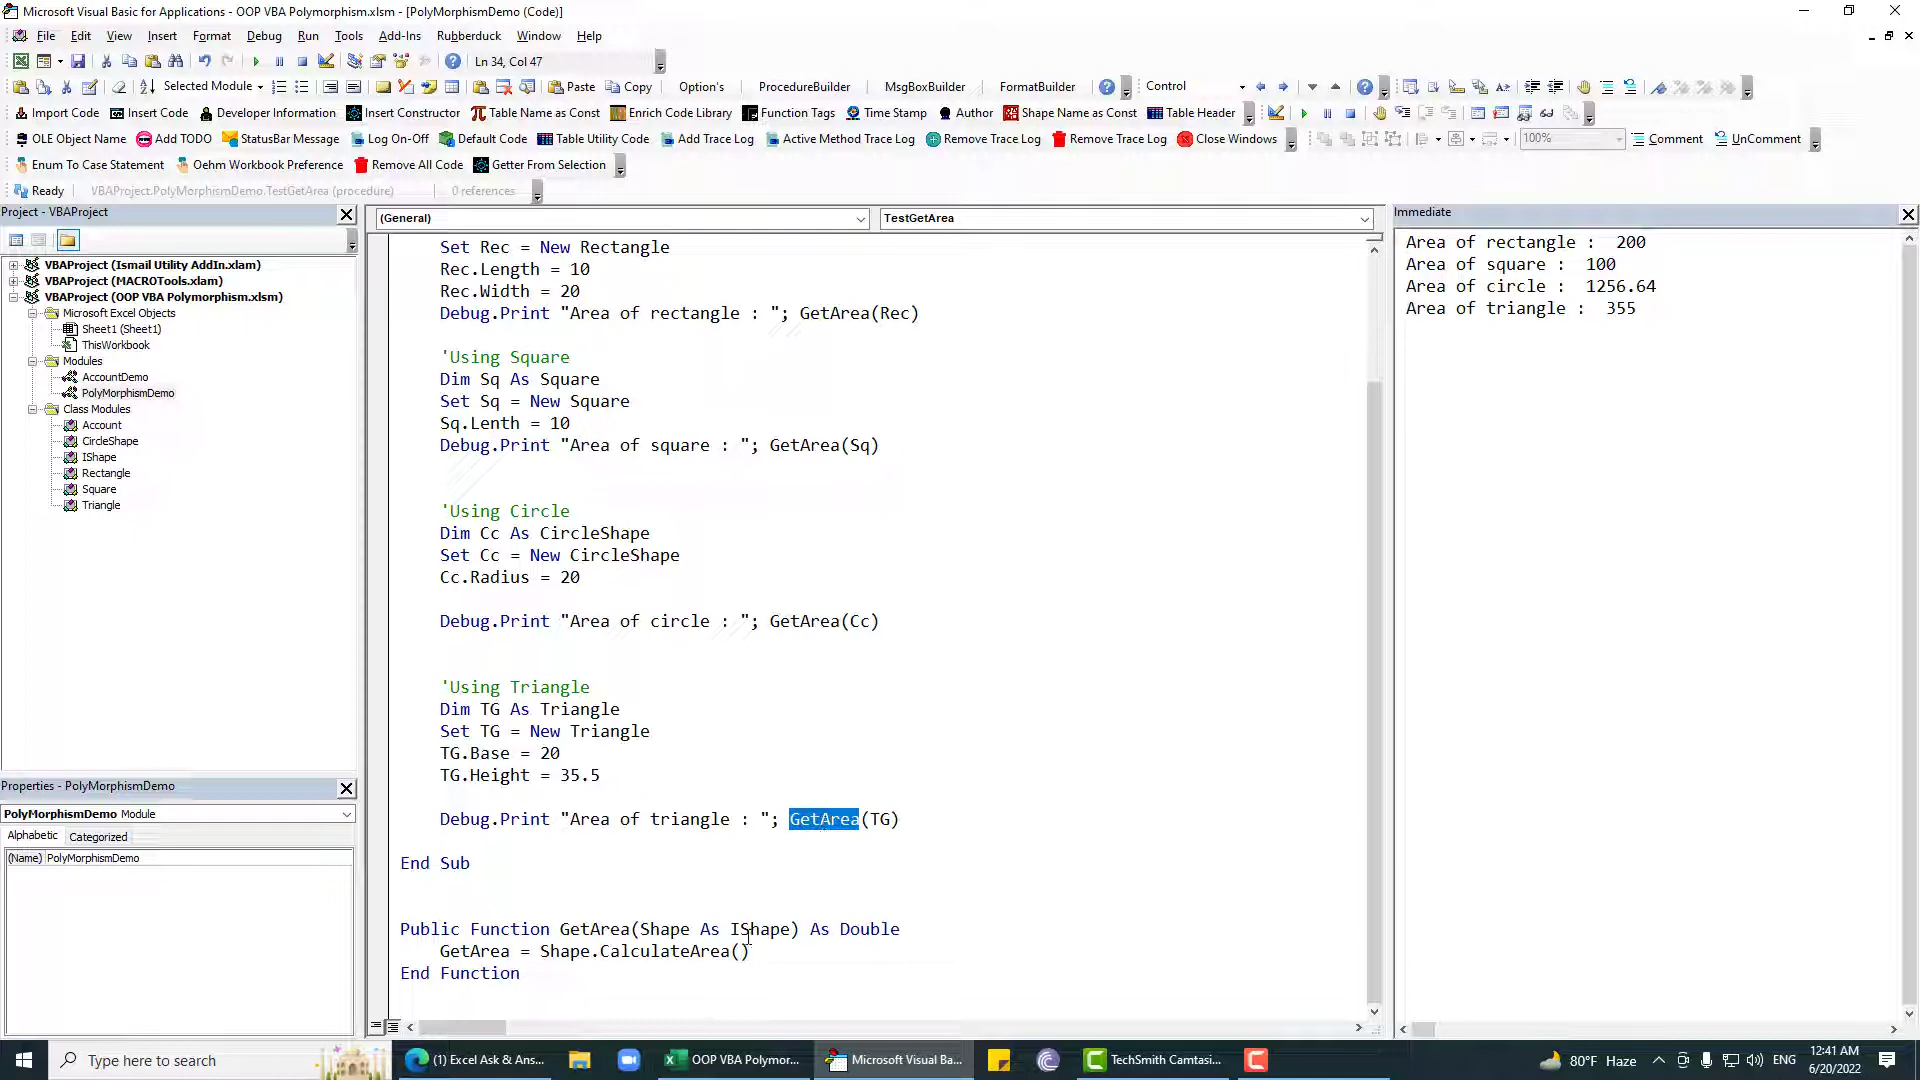 Microsoft Visual Basic for Applications - OOP VBA Polymorphism.xlsm - [PolyMorphismDemo (Code)]
File Edit View Insert Format Debug Run Tools Add-Ins Rubberduck Window Help
Ln 34, Col 47
Selected Module Paste Copy Option's ProcedureBuilder MsgBoxBuilder FormatBuilder Control
Import Code Insert Code Developer Information Insert Constructor Table Name as Const Enrich Code Library Function Tags Time Stamp Author Shape Name as Const Table Header
OLE Object Name Add TODO StatusBar Message Log On-Off Default Code Table Utility Code Add Trace Log Active Method Trace Log Remove Trace Log Remove Trace Log Close Windows 100% Comment UnComment
Enum To Case Statement Oehm Workbook Preference Remove All Code Getter From Selection
Ready VBAProject.PolyMorphismDemo.TestGetArea (procedure) 0 references
Project - VBAProject
VBAProject (Ismail Utility AddIn.xlam)
VBAProject (MACROTools.xlam)
VBAProject (OOP VBA Polymorphism.xlsm)
Microsoft Excel Objects
Sheet1 (Sheet1)
ThisWorkbook
Modules
AccountDemo
PolyMorphismDemo
Class Modules
Account
CircleShape
IShape
Rectangle
Square
Triangle
Properties - PolyMorphismDemo
PolyMorphismDemo Module
Alphabetic Categorized
(Name) PolyMorphismDemo
(General) TestGetArea
Set Rec = New Rectangle
Rec.Length = 10
Rec.Width = 20
Debug.Print "Area of rectangle : "; GetArea(Rec)
'Using Square
Dim Sq As Square
Set Sq = New Square
Sq.Lenth = 10
Debug.Print "Area of square : "; GetArea(Sq)
'Using Circle
Dim Cc As CircleShape
Set Cc = New CircleShape
Cc.Radius = 20
Debug.Print "Area of circle : "; GetArea(Cc)
'Using Triangle
Dim TG As Triangle
Set TG = New Triangle
TG.Base = 20
TG.Height = 35.5
Debug.Print "Area of triangle : "; GetArea(TG)
End Sub
Public Function GetArea(Shape As IShape) As Double
GetArea = Shape.CalculateArea()
End Function
Immediate
Area of rectangle : 200
Area of square : 100
Area of circle : 1256.64
Area of triangle : 355
Type here to search
(1) Excel Ask & Ans...
OOP VBA Polymor...
Microsoft Visual Ba...
TechSmith Camtasi...
80°F Haze
ENG
12:41 AM
6/20/2022